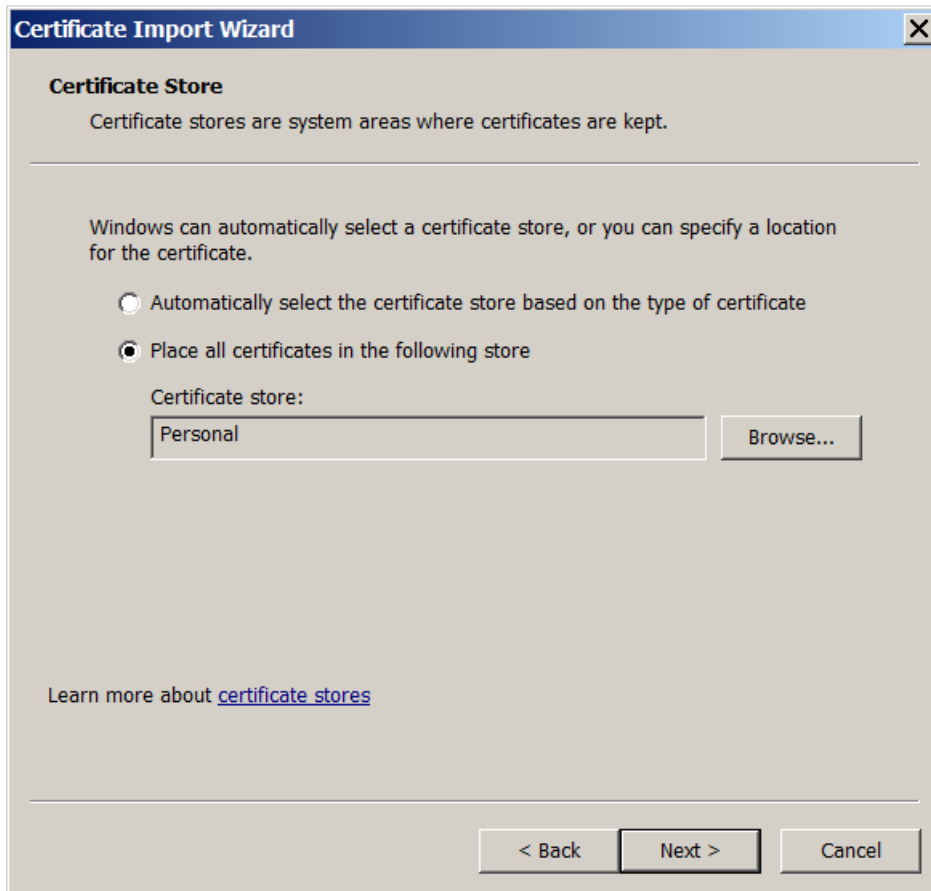 Certificate Import Wizard
Certificate Store
Certificate stores are system areas where certificates are kept.
Windows can automatically select a certificate store, or you can specify a location
for the certificate.
Automatically select the certificate store based on the type of certificate
Place all certificates in the following store
Certificate store:
Personal
Browse...
Learn more about certificate stores
< Back
Next >
Cancel